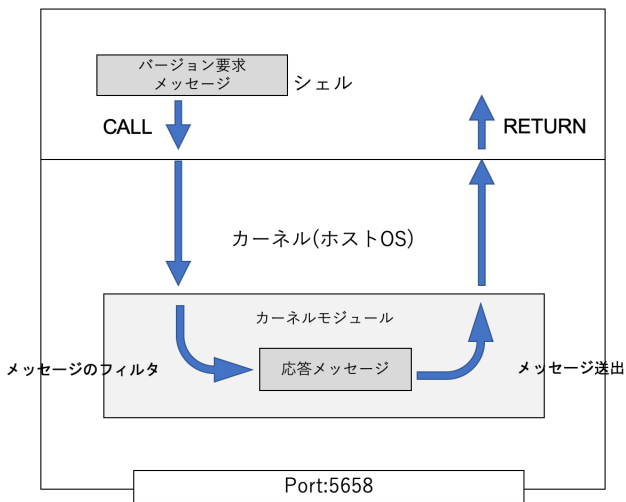 バージョン要求
メッセージ
シェル
CALL
RETURN
カーネル(ホストOS)
カーネルモジュール
メッセージのフィルタ
応答メッセージ
メッセージ送出
Port:5658